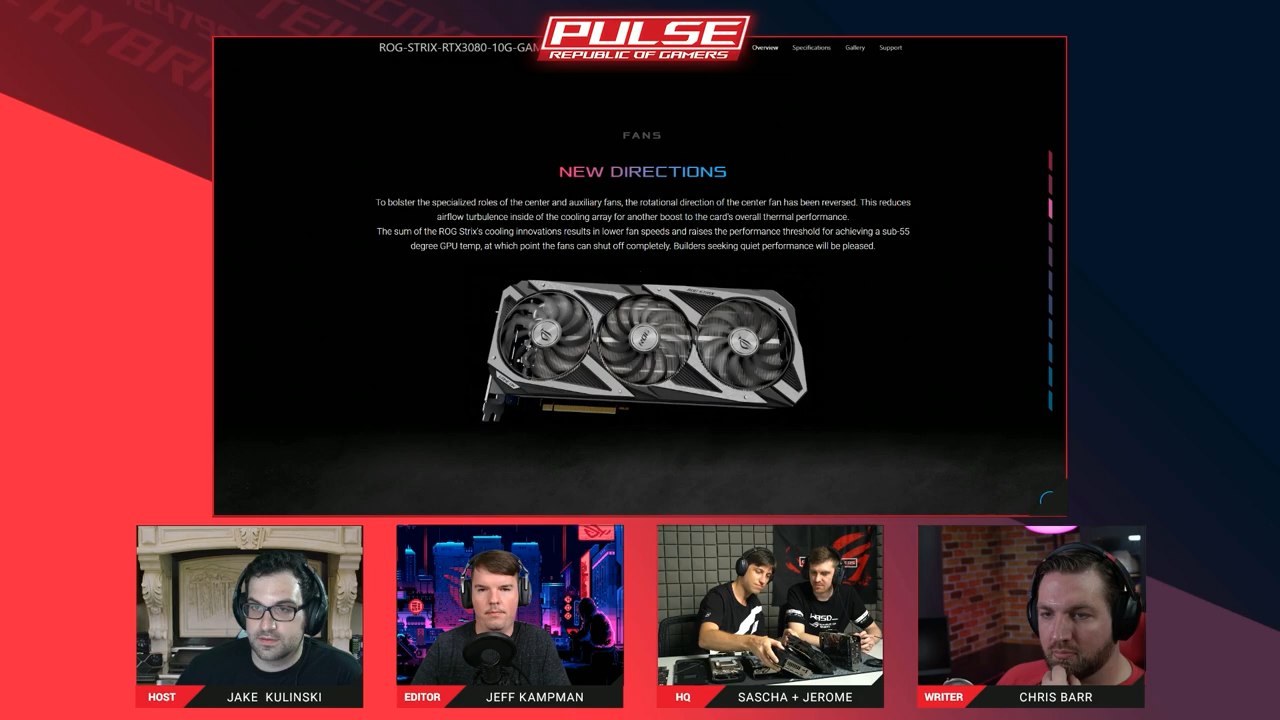 PULSE
REPUBLIC OF GAMERS
ROG-STRIX-RTX3080-10G-GAM
Overview
Specifications
Gallery
Support
FANS
NEW DIRECTIONS
To bolster the specialized roles of the center and auxiliary fans, the rotational direction of the center fan has been reversed. This reduces
airflow turbulence inside of the cooling array for another boost to the card's overall thermal performance.
The sum of the ROG Strix's cooling innovations results in lower fan speeds and raises the performance threshold for achieving a sub-55
degree GPU temp, at which point the fans can shut off completely. Builders seeking quiet performance will be pleased.
HOST
JAKE KULINSKI
EDITOR
JEFF KAMPMAN
HQ
SASCHA + JEROME
WRITER
CHRIS BARR